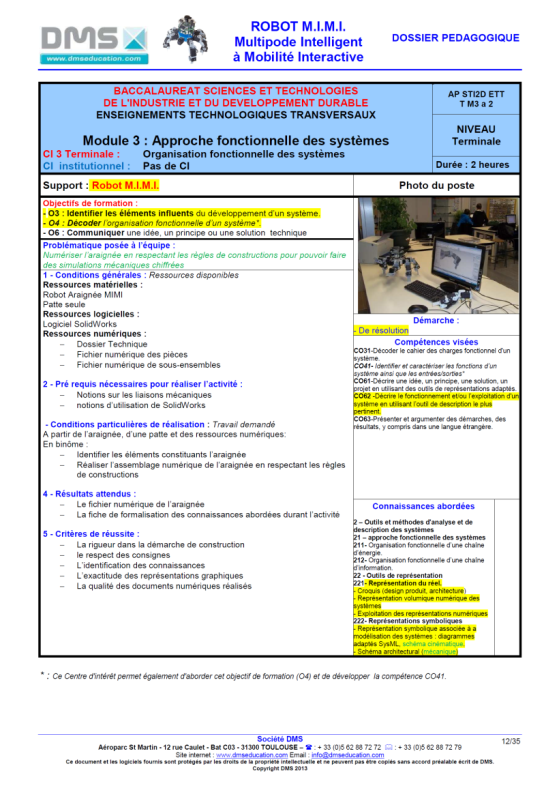 DMS
www.dmseducation.com
ROBOT M.I.M.I.
Multipode Intelligent
à Mobilité Interactive
DOSSIER PEDAGOGIQUE
BACCALAUREAT SCIENCES ET TECHNOLOGIES
DE L'INDUSTRIE ET DU DEVELOPPEMENT DURABLE
ENSEIGNEMENTS TECHNOLOGIQUES TRANSVERSAUX
Module 3 : Approche fonctionnelle des systèmes
CI 3 Terminale : Organisation fonctionnelle des systèmes
CI institutionnel : Pas de CI
AP STI2D ETT
T M3 a 2
NIVEAU
Terminale
Durée : 2 heures
Support : Robot M.I.M.I.
Photo du poste
Objectifs de formation :
- O3 : Identifier les éléments influents du développement d'un système.
- O4 : Décoder l'organisation fonctionnelle d'un système*.
- O6 : Communiquer une idée, un principe ou une solution technique
Problématique posée à l'équipe :
Numériser l'araignée en respectant les règles de constructions pour pouvoir faire
des simulations mécaniques chiffrées
1 - Conditions générales : Ressources disponibles
Ressources matérielles :
Robot Araignée MIMI
Patte seule
Ressources logicielles :
Logiciel SolidWorks
Ressources numériques :
– Dossier Technique
– Fichier numérique des pièces
– Fichier numérique de sous-ensembles
2 - Pré requis nécessaires pour réaliser l'activité :
– Notions sur les liaisons mécaniques
– notions d'utilisation de SolidWorks
- Conditions particulières de réalisation : Travail demandé
A partir de l'araignée, d'une patte et des ressources numériques:
En binôme :
– Identifier les éléments constituants l'araignée
– Réaliser l'assemblage numérique de l'araignée en respectant les règles
de constructions
4 - Résultats attendus :
– Le fichier numérique de l'araignée
– La fiche de formalisation des connaissances abordées durant l'activité
5 - Critères de réussite :
– La rigueur dans la démarche de construction
– le respect des consignes
– L'identification des connaissances
– L'exactitude des représentations graphiques
– La qualité des documents numériques réalisés
Démarche :
- De résolution
Compétences visées
CO31-Décoder le cahier des charges fonctionnel d'un
système.
CO41- Identifier et caractériser les fonctions d'un
système ainsi que les entrées/sorties*
CO61-Décrire une idée, un principe, une solution, un
projet en utilisant des outils de représentation adaptés.
CO62 -Décrire le fonctionnement et/ou l'exploitation d'un
système en utilisant l'outil de description le plus
pertinent.
CO63-Présenter et argumenter des démarches, des
résultats, y compris dans une langue étrangère.
Connaissances abordées
2 – Outils et méthodes d'analyse et de
description des systèmes
21 – approche fonctionnelle des systèmes
211- Organisation fonctionnelle d'une chaîne
d'énergie.
212- Organisation fonctionnelle d'une chaîne
d'information.
22 - Outils de représentation
221- Représentation du réel.
- Croquis (design produit, architecture)
- Représentation volumique numérique des
systèmes
- Exploitation des représentations numériques
222- Représentations symboliques
- Représentation symbolique associée à a
modélisation des systèmes : diagrammes
adaptés SysML, schéma cinématique,
- Schéma architectural (mécanique)
* : Ce Centre d'intérêt permet également d'aborder cet objectif de formation (O4) et de développer la compétence CO41.
Société DMS
12/35
Aéroparc St Martin - 12 rue Caulet - Bat C03 - 31300 TOULOUSE – ☎ : + 33 (0)5 62 88 72 72 ✉ : + 33 (0)5 62 88 72 79
Site internet : www.dmseducation.com Email : info@dmseducation.com
Ce document et les logiciels fournis sont protégés par les droits de la propriété intellectuelle et ne peuvent pas être copiés sans accord préalable écrit de DMS.
Copyright DMS 2013